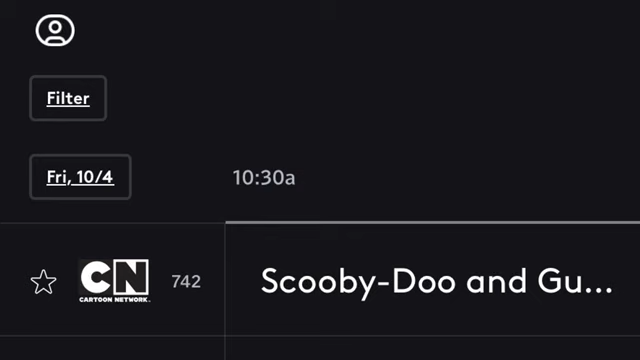 Filter
Fri, 10/4
10:30a
CN
CARTOON NETWORK
742
Scooby-Doo and Gu...